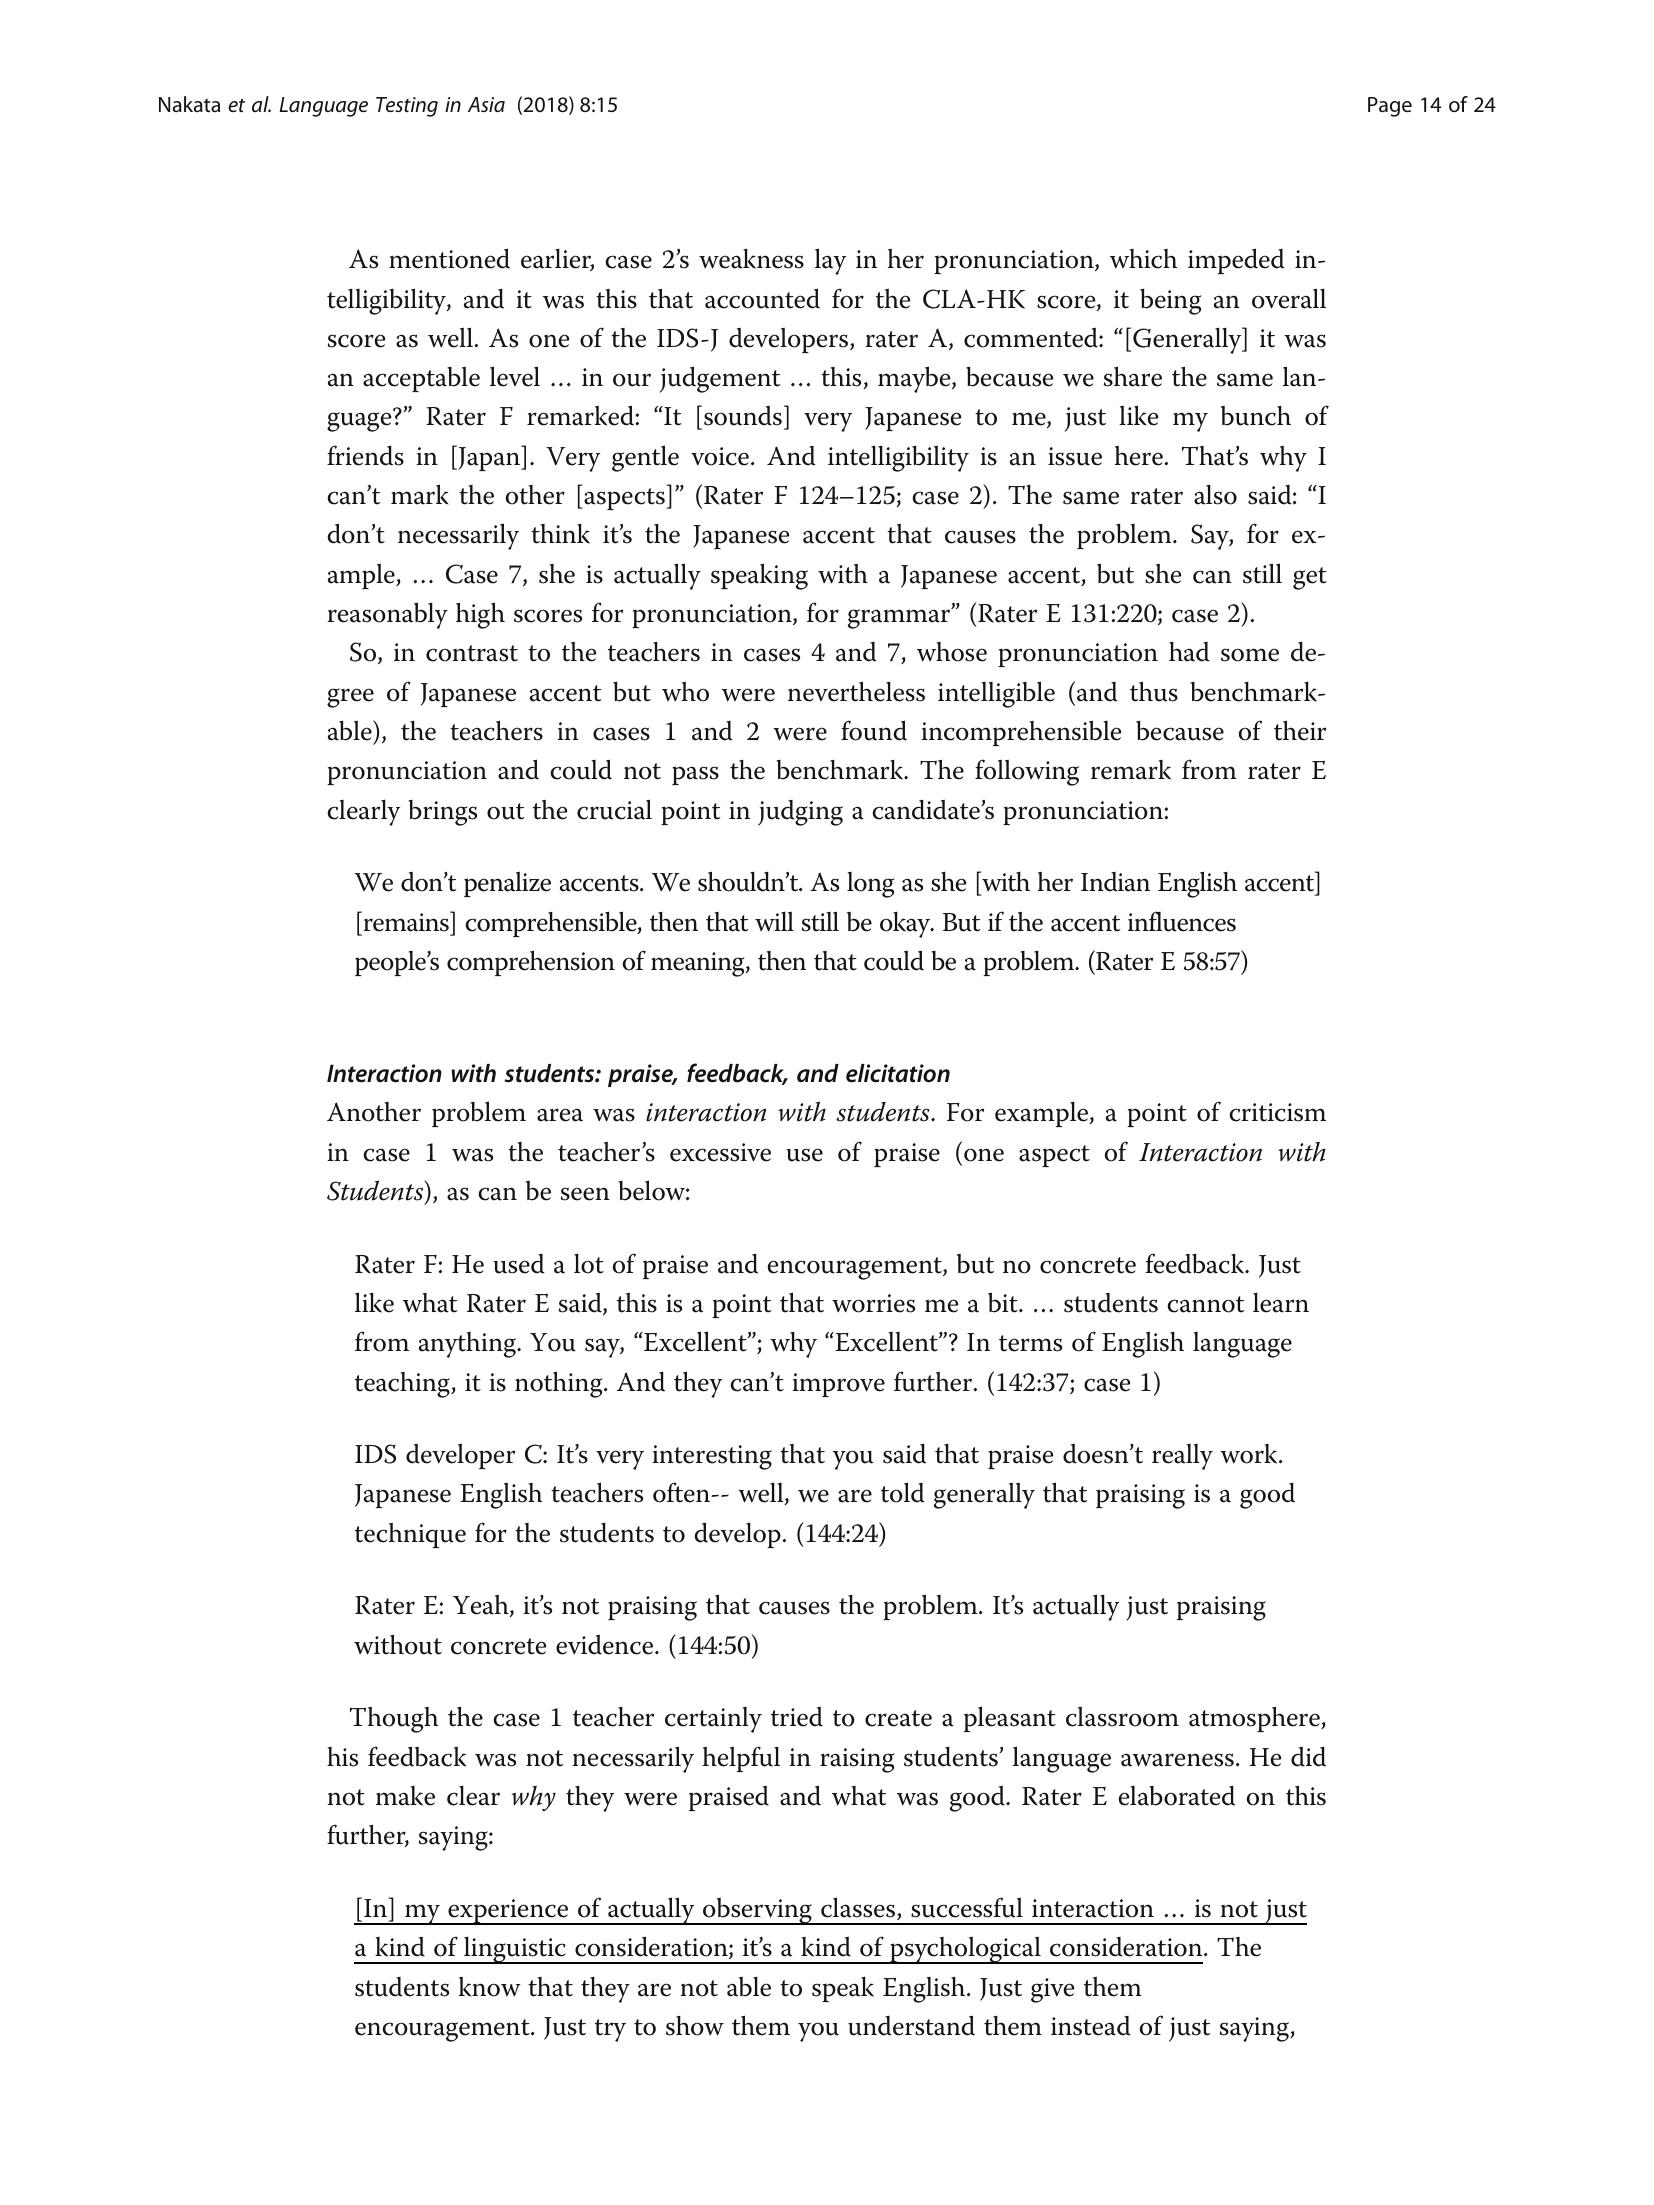 Nakata et al. Language Testing in Asia (2018) 8:15
Page 14 of 24
As mentioned earlier, case 2’s weakness lay in her pronunciation, which impeded in-
telligibility, and it was this that accounted for the CLA-HK score, it being an overall
score as well. As one of the IDS-J developers, rater A, commented: “[Generally] it was
an acceptable level … in our judgement … this, maybe, because we share the same lan-
guage?” Rater F remarked: “It [sounds] very Japanese to me, just like my bunch of
friends in [Japan]. Very gentle voice. And intelligibility is an issue here. That’s why I
can’t mark the other [aspects]” (Rater F 124–125; case 2). The same rater also said: “I
don’t necessarily think it’s the Japanese accent that causes the problem. Say, for ex-
ample, … Case 7, she is actually speaking with a Japanese accent, but she can still get
reasonably high scores for pronunciation, for grammar” (Rater E 131:220; case 2).
So, in contrast to the teachers in cases 4 and 7, whose pronunciation had some de-
gree of Japanese accent but who were nevertheless intelligible (and thus benchmark-
able), the teachers in cases 1 and 2 were found incomprehensible because of their
pronunciation and could not pass the benchmark. The following remark from rater E
clearly brings out the crucial point in judging a candidate’s pronunciation:
We don’t penalize accents. We shouldn’t. As long as she [with her Indian English accent]
[remains] comprehensible, then that will still be okay. But if the accent influences
people’s comprehension of meaning, then that could be a problem. (Rater E 58:57)
Interaction with students: praise, feedback, and elicitation
Another problem area was interaction with students. For example, a point of criticism
in case 1 was the teacher’s excessive use of praise (one aspect of Interaction with
Students), as can be seen below:
Rater F: He used a lot of praise and encouragement, but no concrete feedback. Just
like what Rater E said, this is a point that worries me a bit. … students cannot learn
from anything. You say, “Excellent”; why “Excellent”? In terms of English language
teaching, it is nothing. And they can’t improve further. (142:37; case 1)
IDS developer C: It’s very interesting that you said that praise doesn’t really work.
Japanese English teachers often-- well, we are told generally that praising is a good
technique for the students to develop. (144:24)
Rater E: Yeah, it’s not praising that causes the problem. It’s actually just praising
without concrete evidence. (144:50)
Though the case 1 teacher certainly tried to create a pleasant classroom atmosphere,
his feedback was not necessarily helpful in raising students’ language awareness. He did
not make clear why they were praised and what was good. Rater E elaborated on this
further, saying:
[In] my experience of actually observing classes, successful interaction … is not just
a kind of linguistic consideration; it’s a kind of psychological consideration. The
students know that they are not able to speak English. Just give them
encouragement. Just try to show them you understand them instead of just saying,